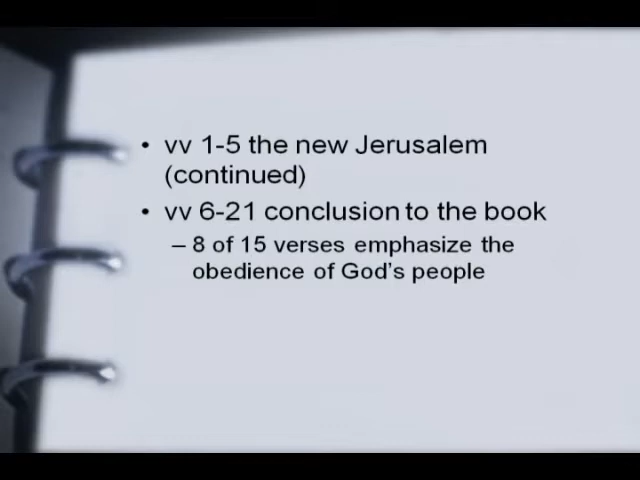 • vv 1-5 the new Jerusalem
(continued)
• vv 6-21 conclusion to the book
– 8 of 15 verses emphasize the
obedience of God's people